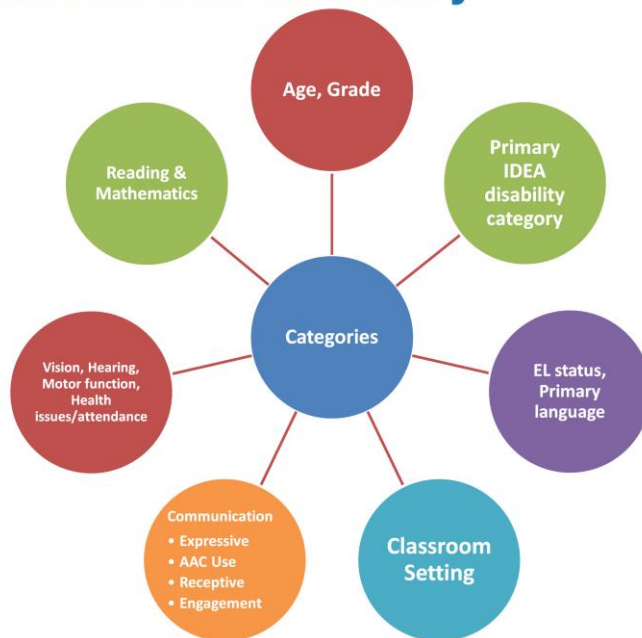 Age, Grade
Primary
IDEA
disability
category
EL status,
Primary
language
Classroom
Setting
Communication
• Expressive
• AAC Use
• Receptive
• Engagement
Vision, Hearing,
Motor function,
Health
issues/attendance
Reading &
Mathematics
Categories